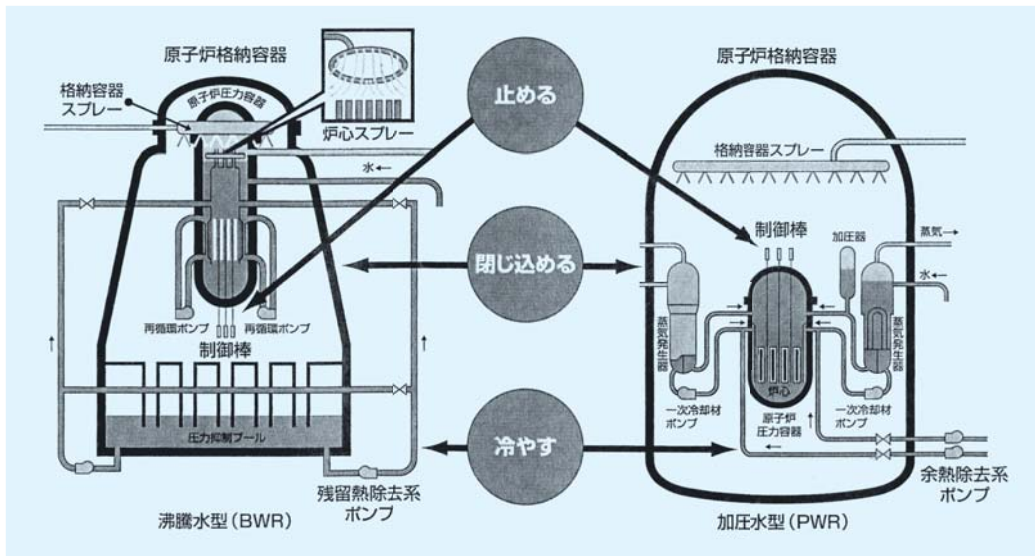 原子炉格納容器
格納容器
スプレー
原子炉圧力容器
炉心スプレー
水←
再循環ポンプ
再循環ポンプ
制御棒
圧力抑制プール
残留熱除去系
ポンプ
沸騰水型(BWR)
止める
閉じ込める
冷やす
原子炉格納容器
格納容器スプレー
制御棒
加圧器
蒸気→
水←
蒸気発生器
蒸気発生器
炉心
一次冷却材
ポンプ
原子炉
圧力容器
一次冷却材
ポンプ
余熱除去系
ポンプ
加圧水型(PWR)